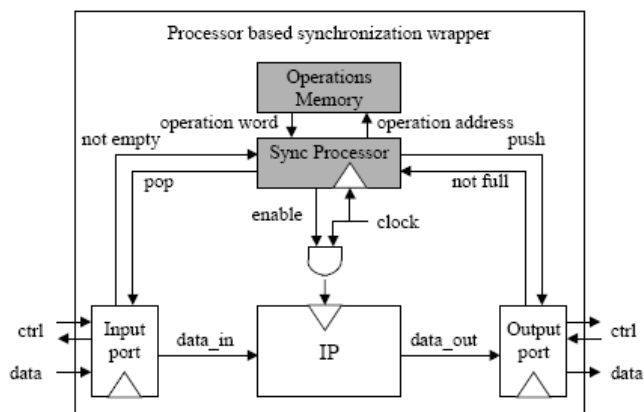 Processor based synchronization wrapper
Operations
Memory
operation word
operation address
not empty
push
Sync Processor
pop
not full
enable
clock
ctrl
Input
port
data_in
IP
data_out
Output
port
ctrl
data
data